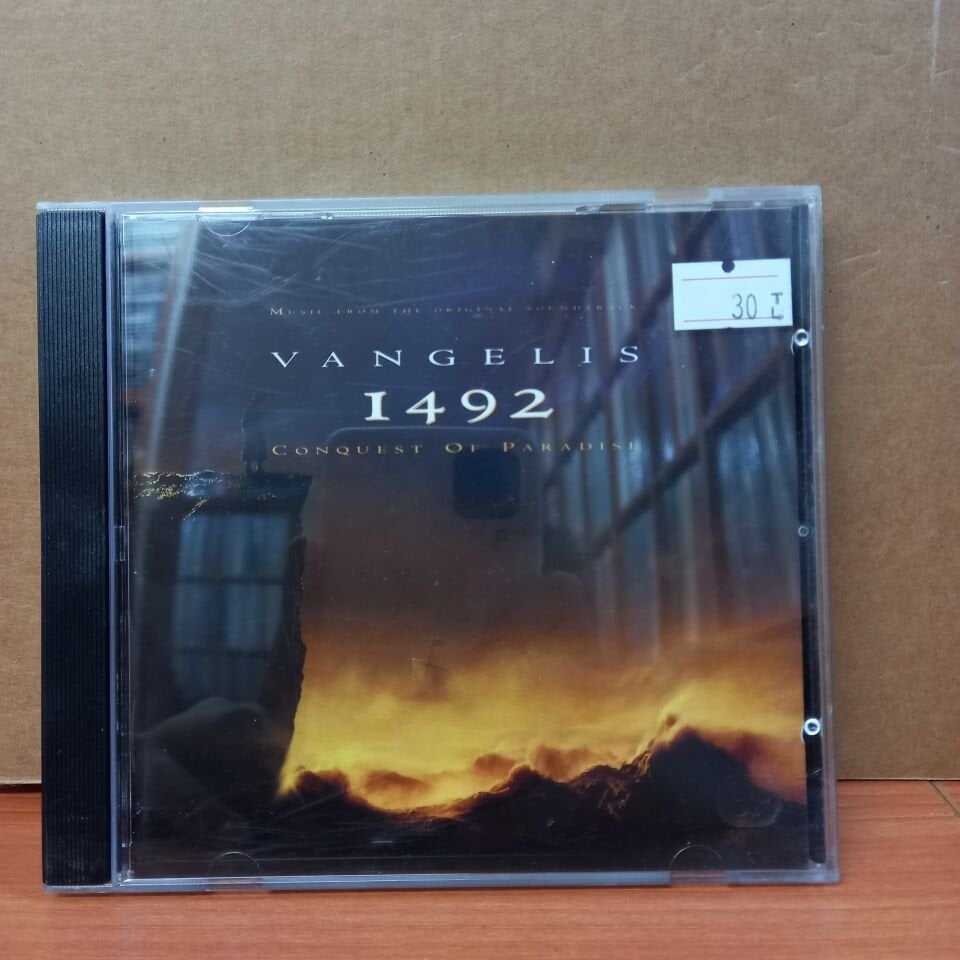 30 TL
MUSIC FROM THE ORIGINAL SOUNDTRACK
VANGELIS
1492
CONQUEST OF PARADISE